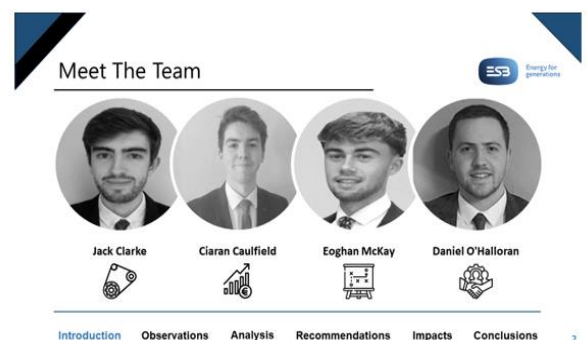 Meet The Team
ESB
Energy for
generations
Jack Clarke Ciaran Caulfield Eoghan McKay Daniel O'Halloran
Introduction Observations Analysis Recommendations Impacts Conclusions